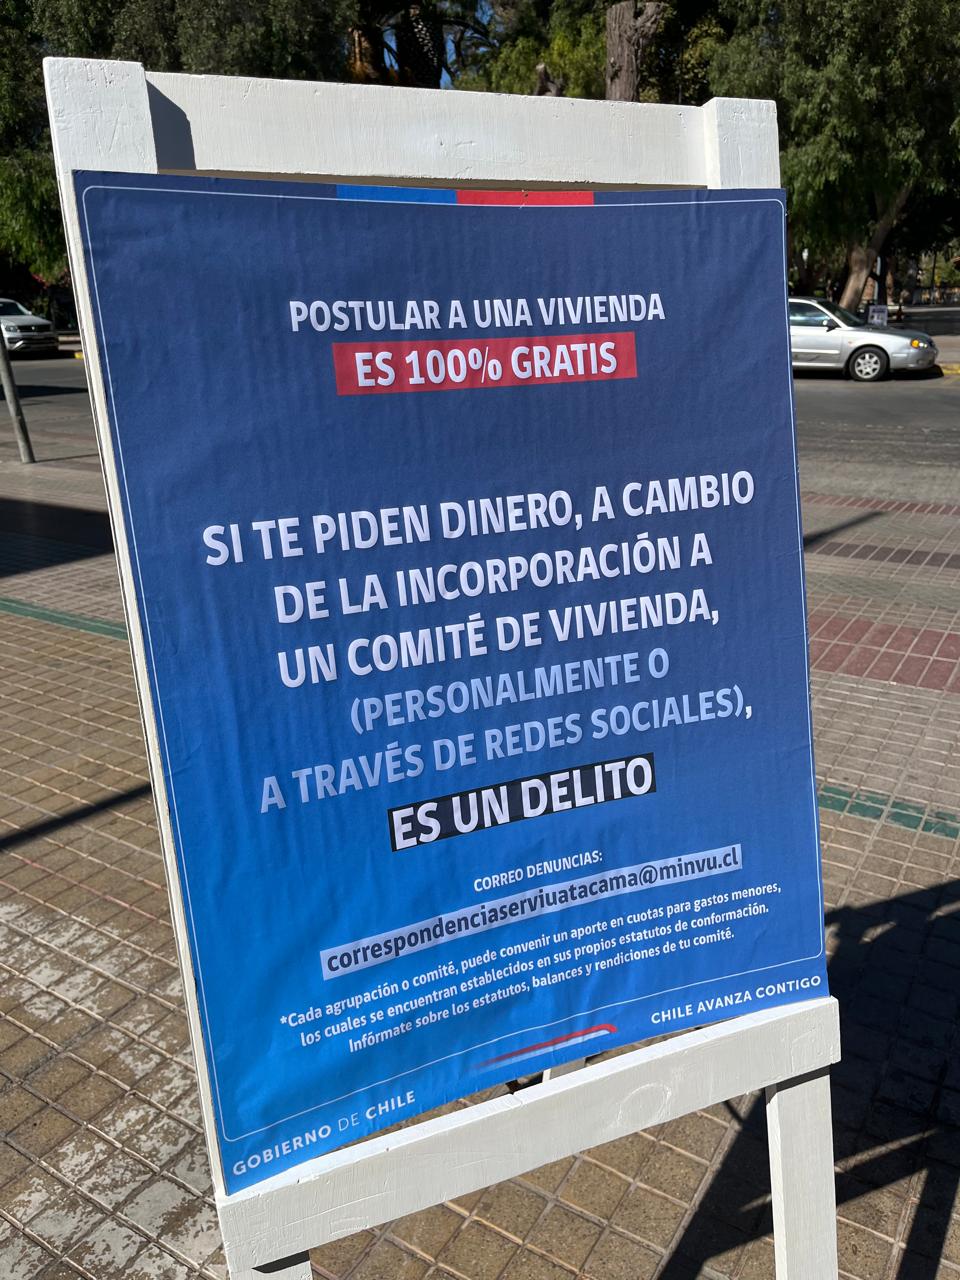 POSTULAR A UNA VIVIENDA
ES 100% GRATIS
SI TE PIDEN DINERO, A CAMBIO
DE LA INCORPORACIÓN A
UN COMITÉ DE VIVIENDA,
(PERSONALMENTE O
A TRAVÉS DE REDES SOCIALES),
ES UN DELITO
CORREO DENUNCIAS:
correspondenciaserviuatacama@minvu.cl
*Cada agrupación o comité, puede convenir un aporte en cuotas para gastos menores,
los cuales se encuentran establecidos en sus propios estatutos de conformación.
Infórmate sobre los estatutos, balances y rendiciones de tu comité.
GOBIERNO DE CHILE
CHILE AVANZA CONTIGO